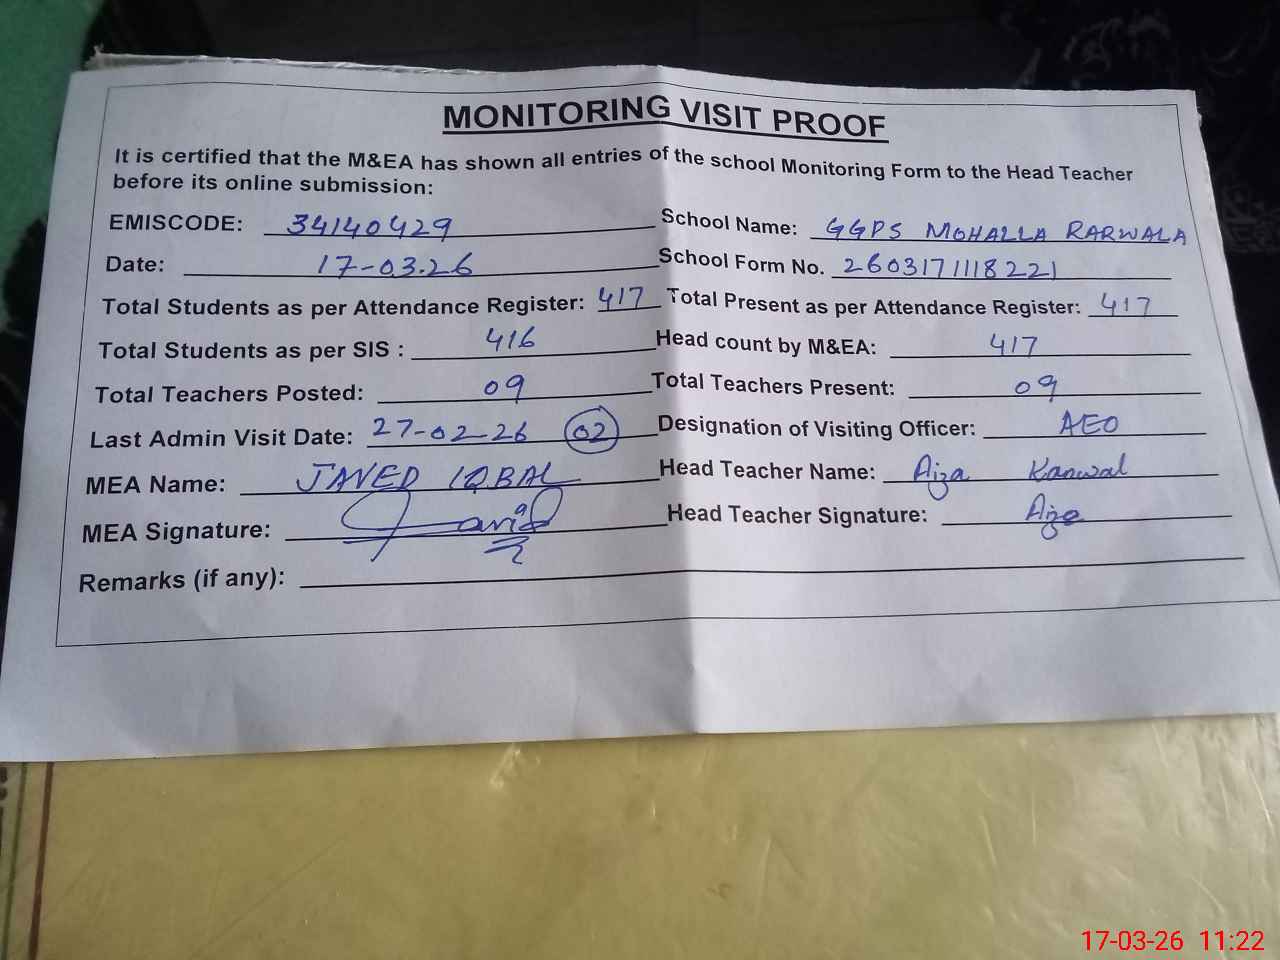 MONITORING VISIT PROOF
It is certified that the M&EA has shown all entries of the school Monitoring Form to the Head Teacher
before its online submission:
EMISCODE: 34140429 School Name: GGPS MOHALLA RARWALA
Date: 17-03.26 School Form No. 2603171118221
Total Students as per Attendance Register: 417 Total Present as per Attendance Register: 417
Total Students as per SIS : 416 Head count by M&EA: 417
Total Teachers Posted: 09 Total Teachers Present: 09
Last Admin Visit Date: 27-02-26 02 Designation of Visiting Officer: AEO
MEA Name: JAVED IQBAL Head Teacher Name: Aiza Kanwal
MEA Signature: Javid Head Teacher Signature: Aiza
Remarks (if any):
17-03-26 11:22